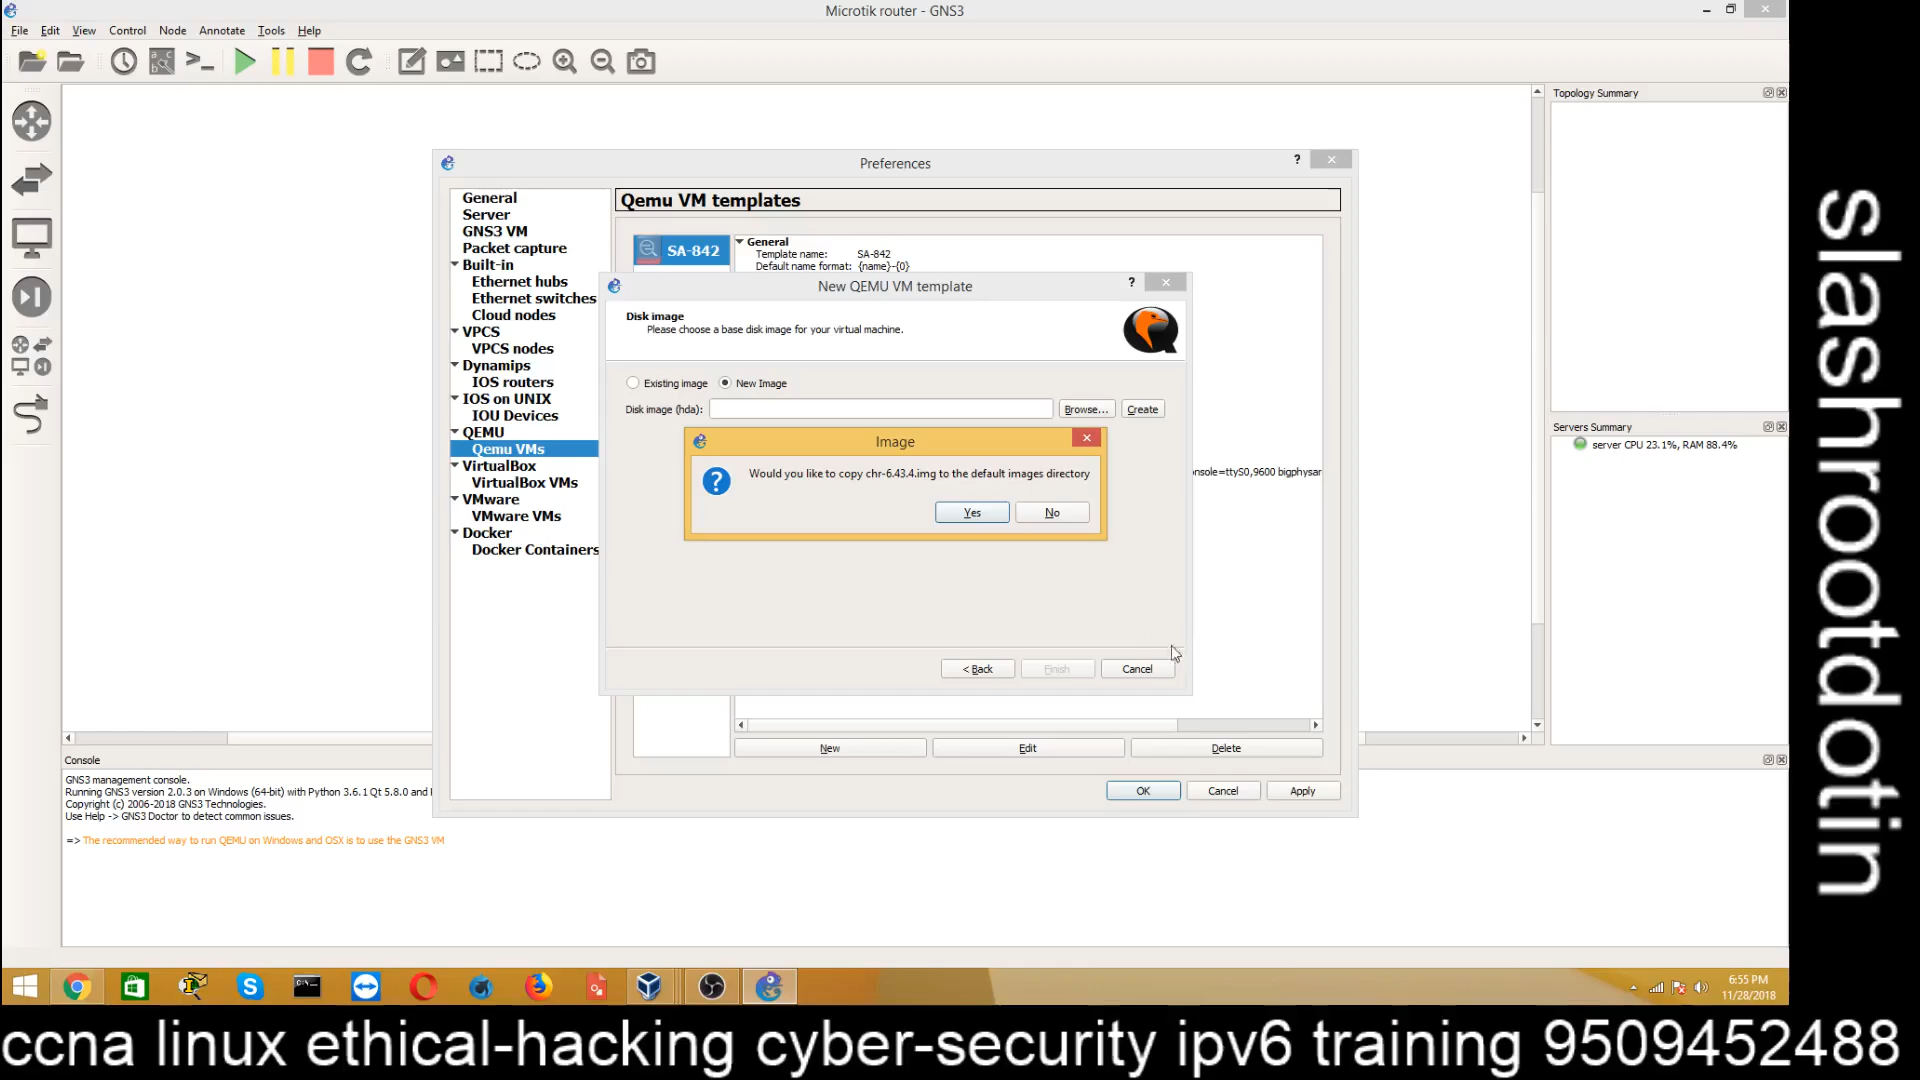 Microtik router - GNS3
File Edit View Control Node Annotate Tools Help
Topology Summary
Servers Summary
server CPU 23.1%, RAM 88.4%
Preferences
General
Server
GNS3 VM
Packet capture
Built-in
Ethernet hubs
Ethernet switches
Cloud nodes
VPCS
VPCS nodes
Dynamips
IOS routers
IOS on UNIX
IOU Devices
QEMU
Qemu VMs
VirtualBox
VirtualBox VMs
VMware
VMware VMs
Docker
Docker Containers
Qemu VM templates
SA-842
General
Template name: SA-842
Default name format: {name}-{0}
nsole=ttyS0,9600 bigphysar
New QEMU VM template
Disk image
Please choose a base disk image for your virtual machine.
Existing image New Image
Disk image (hda): Browse... Create
Image
Would you like to copy chr-6.43.4.img to the default images directory
Yes No
< Back Finish Cancel
New Edit Delete
OK Cancel Apply
Console
GNS3 management console.
Running GNS3 version 2.0.3 on Windows (64-bit) with Python 3.6.1 Qt 5.8.0 and
Copyright (c) 2006-2018 GNS3 Technologies.
Use Help -> GNS3 Doctor to detect common issues.
=> The recommended way to run QEMU on Windows and OSX is to use the GNS3 VM
6:55 PM
11/28/2018
slashrootdotin
ccna linux ethical-hacking cyber-security ipv6 training 9509452488